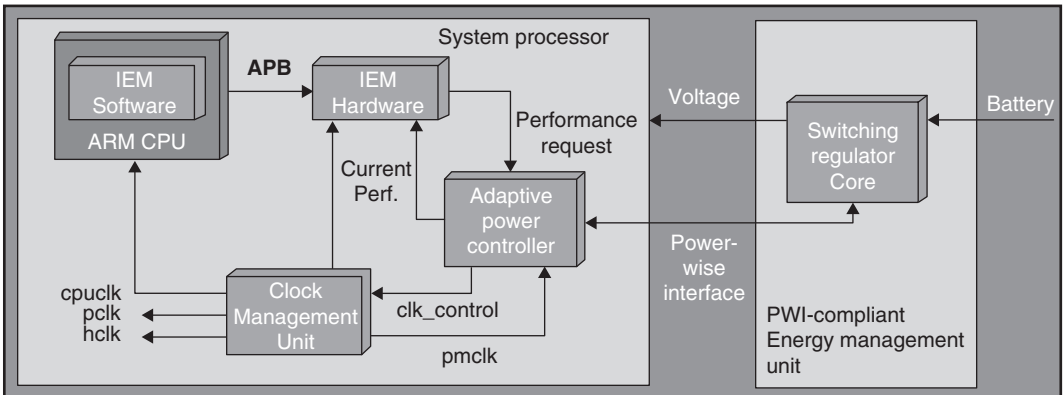 System processor
IEM
Software
ARM CPU
APB
IEM
Hardware
Performance
request
Current
Perf.
Adaptive
power
controller
cpuclk
pclk
hclk
Clock
Management
Unit
clk_control
pmclk
Voltage
Power-
wise
interface
Switching
regulator
Core
Battery
PWI-compliant
Energy management
unit